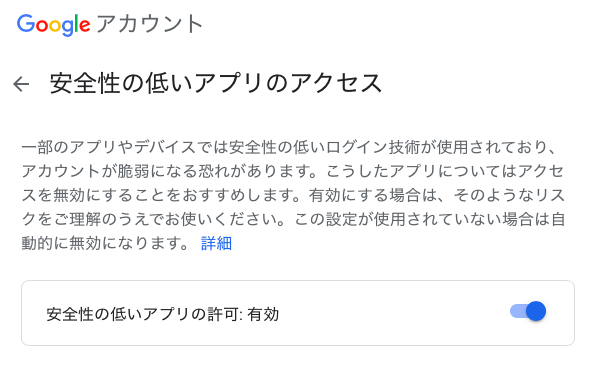 Google アカウント
← 安全性の低いアプリのアクセス
一部のアプリやデバイスでは安全性の低いログイン技術が使用されており、
アカウントが脆弱になる恐れがあります。こうしたアプリについてはアクセ
スを無効にすることをおすすめします。有効にする場合は、そのようなリス
クをご理解のうえでお使いください。この設定が使用されていない場合は自
動的に無効になります。 詳細
安全性の低いアプリの許可: 有効